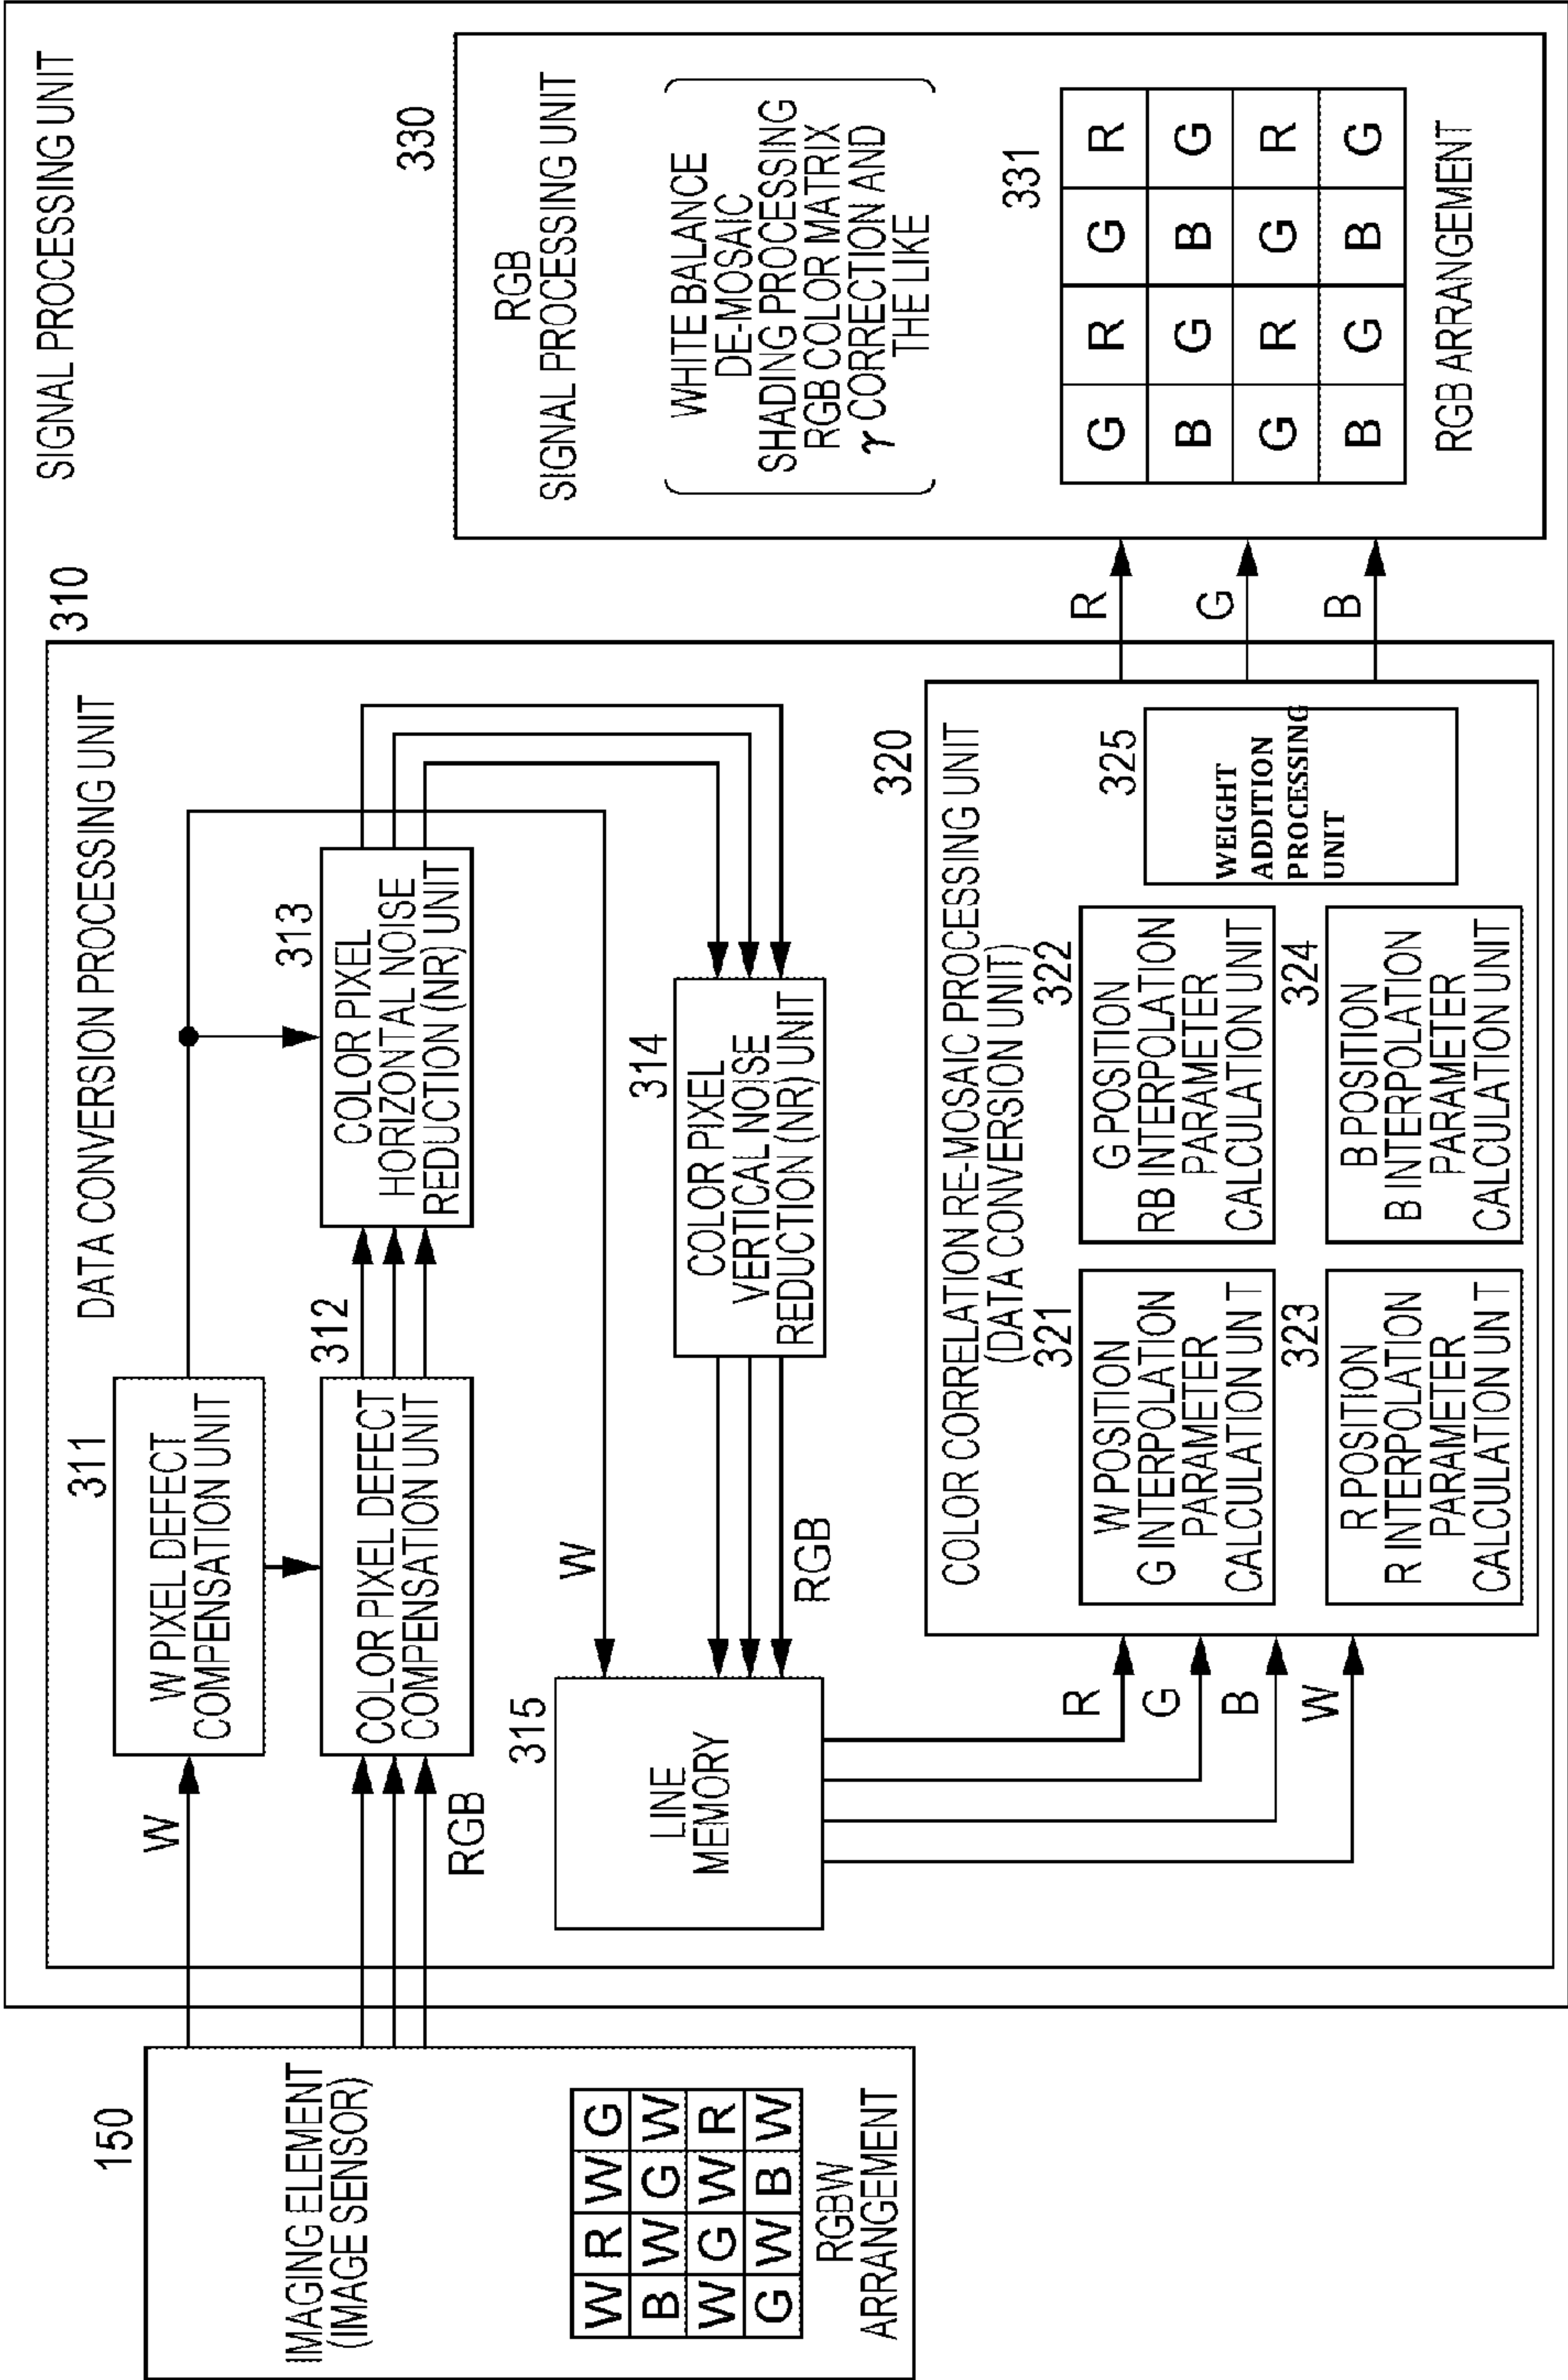 SIGNAL PROCESSING UNIT
150
IMAGING ELEMENT
(IMAGE SENSOR)
W R W G
B W G W
W G W R
G W B W
RGBW
ARRANGEMENT
W
RGB
310
DATA CONVERSION PROCESSING UNIT
311
W PIXEL DEFECT
COMPENSATION UNIT
312
COLOR PIXEL DEFECT
COMPENSATION UNIT
313
COLOR PIXEL
HORIZONTAL NOISE
REDUCTION (NR) UNIT
314
COLOR PIXEL
VERTICAL NOISE
REDUCTION (NR) UNIT
W
RGB
315
LINE
MEMORY
R
G
B
W
320
COLOR CORRELATION RE-MOSAIC PROCESSING UNIT
(DATA CONVERSION UNIT)
321
W POSITION
G INTERPOLATION
PARAMETER
CALCULATION UN T
322
G POSITION
RB INTERPOLATION
PARAMETER
CALCULATION UNIT
323
R POSITION
R INTERPOLATION
PARAMETER
CALCULATION UN T
324
B POSITION
B INTERPOLATION
PARAMETER
CALCULATION UNIT
325
WEIGHT
ADDITION
PROCESSING
UNIT
R
G
B
330
RGB
SIGNAL PROCESSING UNIT
WHITE BALANCE
DE-MOSAIC
SHADING PROCESSING
RGB COLOR MATRIX
γ CORRECTION AND
THE LIKE
331
G R G R
B G B G
G R G R
B G B G
RGB ARRANGEMENT